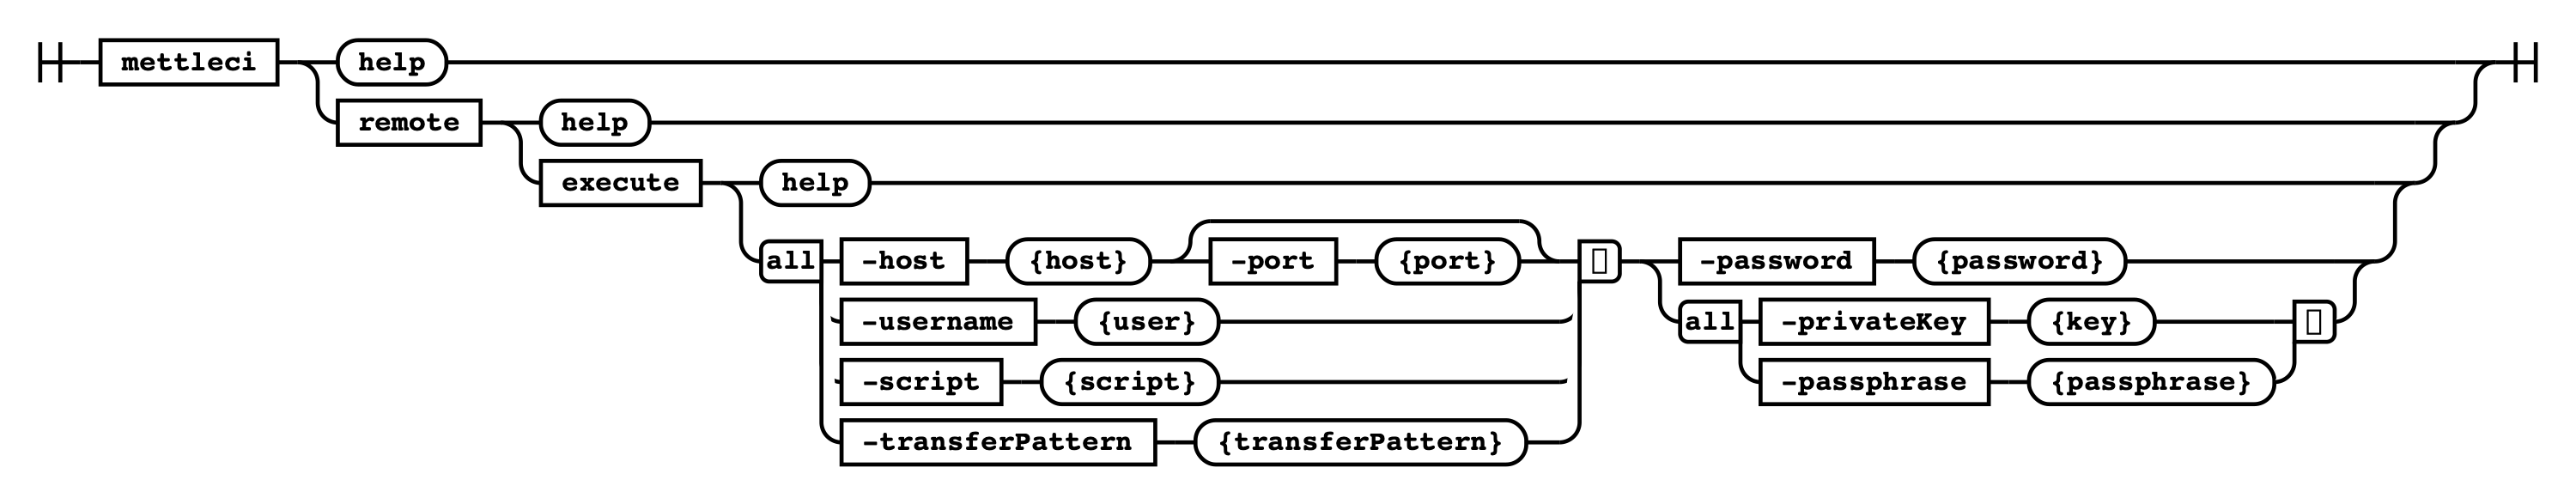 mettleci help
remote help
execute help
all -host {host} -port {port} -password {password}
-username {user} all -privateKey {key}
-script {script} -passphrase {passphrase}
-transferPattern {transferPattern}